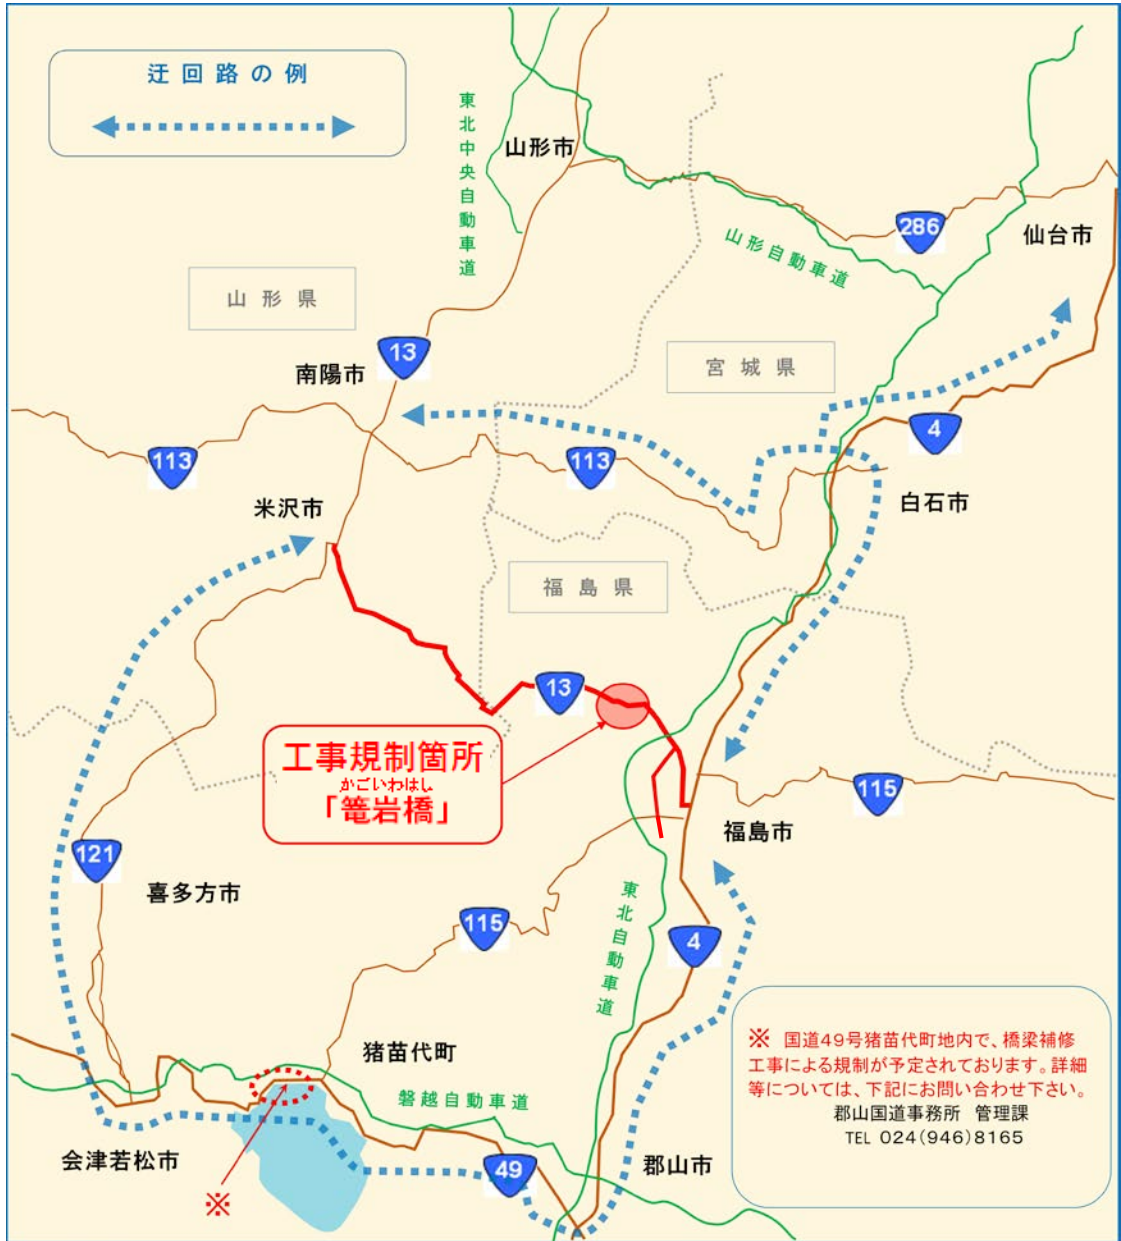 迂回路の例
東北中央自動車道
山形市
286
仙台市
山形自動車道
山形県
13
南陽市
宮城県
4
113
113
米沢市
白石市
福島県
13
工事規制箇所
かごいわはし
「篭岩橋」
115
福島市
121
喜多方市
東北自動車道
115
4
猪苗代町
磐越自動車道
※ 国道49号猪苗代町地内で、橋梁補修
工事による規制が予定されております。詳細
等については、下記にお問い合わせ下さい。
郡山国道事務所 管理課
TEL 024(946)8165
会津若松市
49
郡山市
※